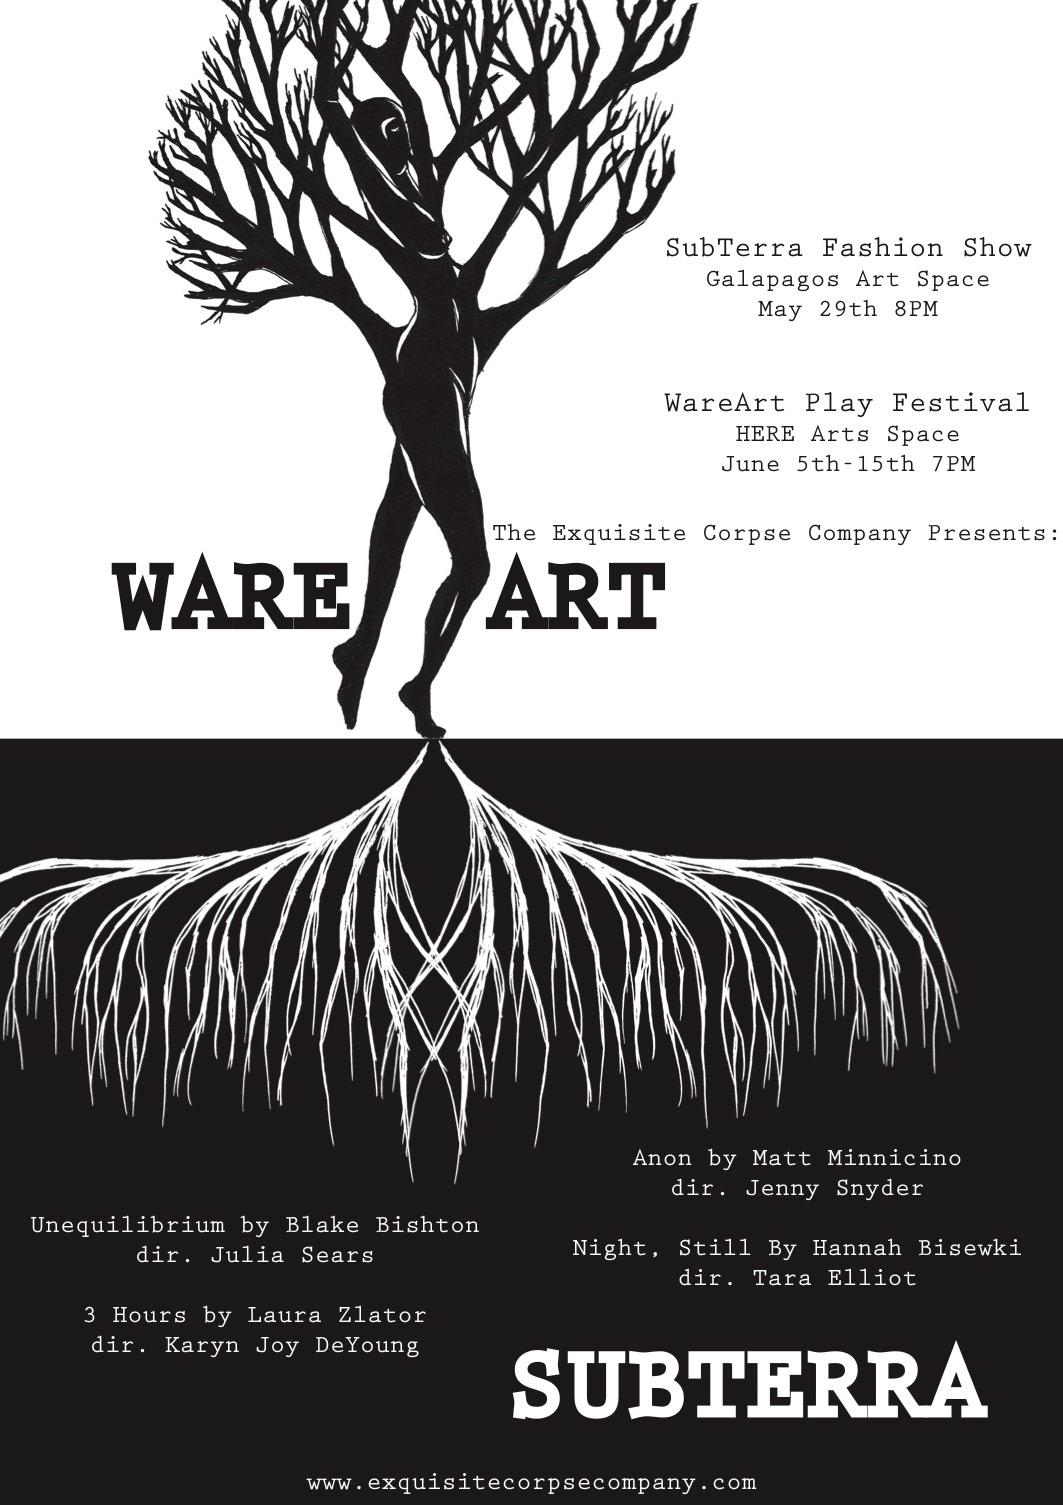 SubTerra Fashion Show
Galapagos Art Space
May 29th 8PM
WareArt Play Festival
HERE Arts Space
June 5th-15th 7PM
The Exquisite Corpse Company Presents:
WARE ART
Anon by Matt Minnicino
dir. Jenny Snyder
Unequilibrium by Blake Bishton
dir. Julia Sears
Night, Still By Hannah Bisewki
dir. Tara Elliot
3 Hours by Laura Zlator
dir. Karyn Joy DeYoung
SUBTERRA
www.exquisitecorpsecompany.com